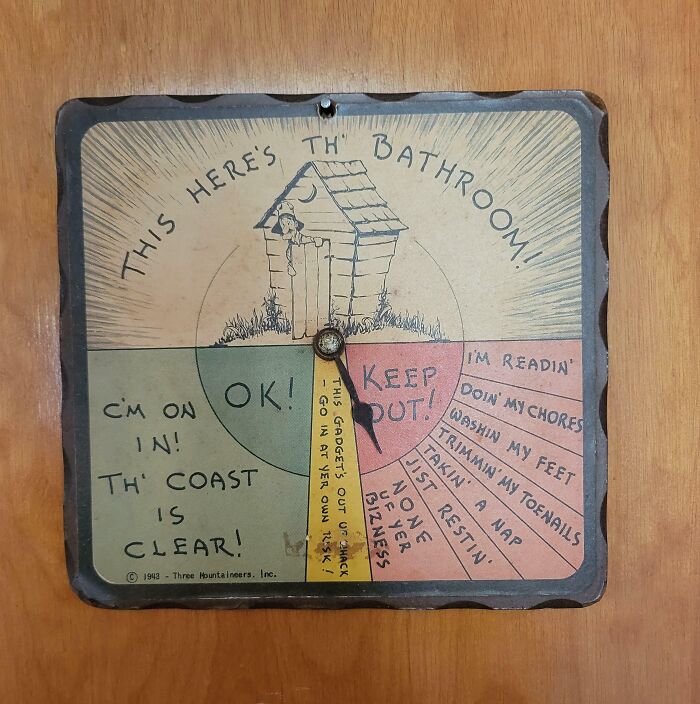 THIS HERE'S TH' BATHROOM!
OK!
KEEP
OUT!
C'M ON
IN!
TH' COAST
IS
CLEAR!
THIS GADGET'S OUT UF WHACK
- GO IN AT YER OWN RISK!
I'M READIN'
DOIN' MY CHORES
WASHIN MY FEET
TRIMMIN' MY TOENAILS
TAKIN' A NAP
JIST RESTIN'
NONE
UF YER
BIZNESS
© 1943 - Three Mountaineers, Inc.